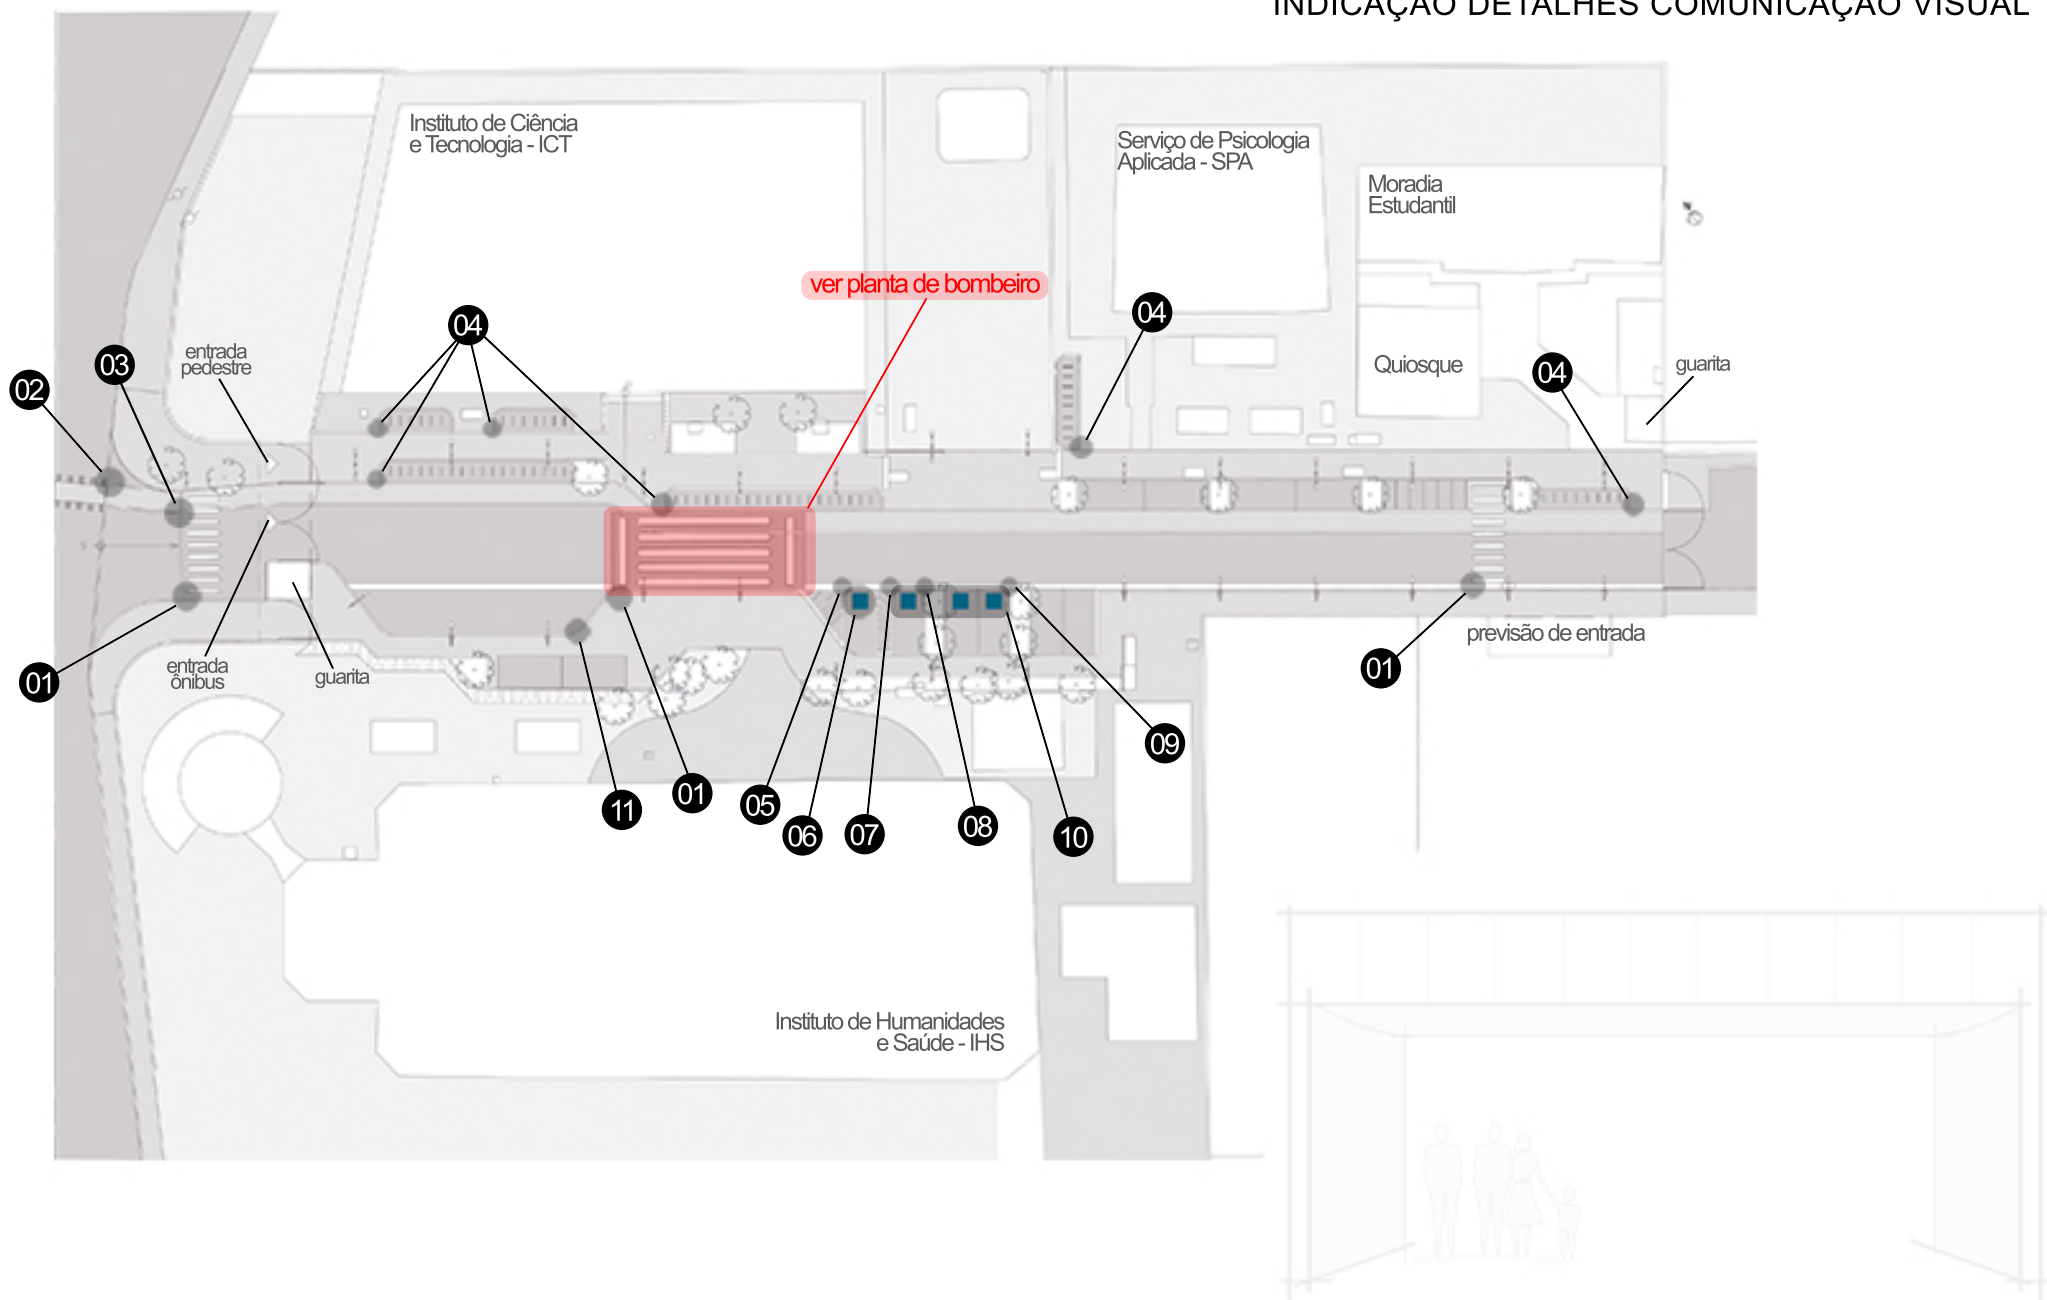 INDICAÇÃO DETALHES COMUNICAÇÃO VISUAL
Instituto de Ciência
e Tecnologia - ICT
Serviço de Psicologia
Aplicada - SPA
Moradia
Estudantil
ver planta de bombeiro
04
04
03
entrada
pedestre
02
Quiosque
04
guarita
01
entrada
ônibus
guarita
previsão de entrada
01
09
11
01
05
06
07
08
10
Instituto de Humanidades
e Saúde - IHS